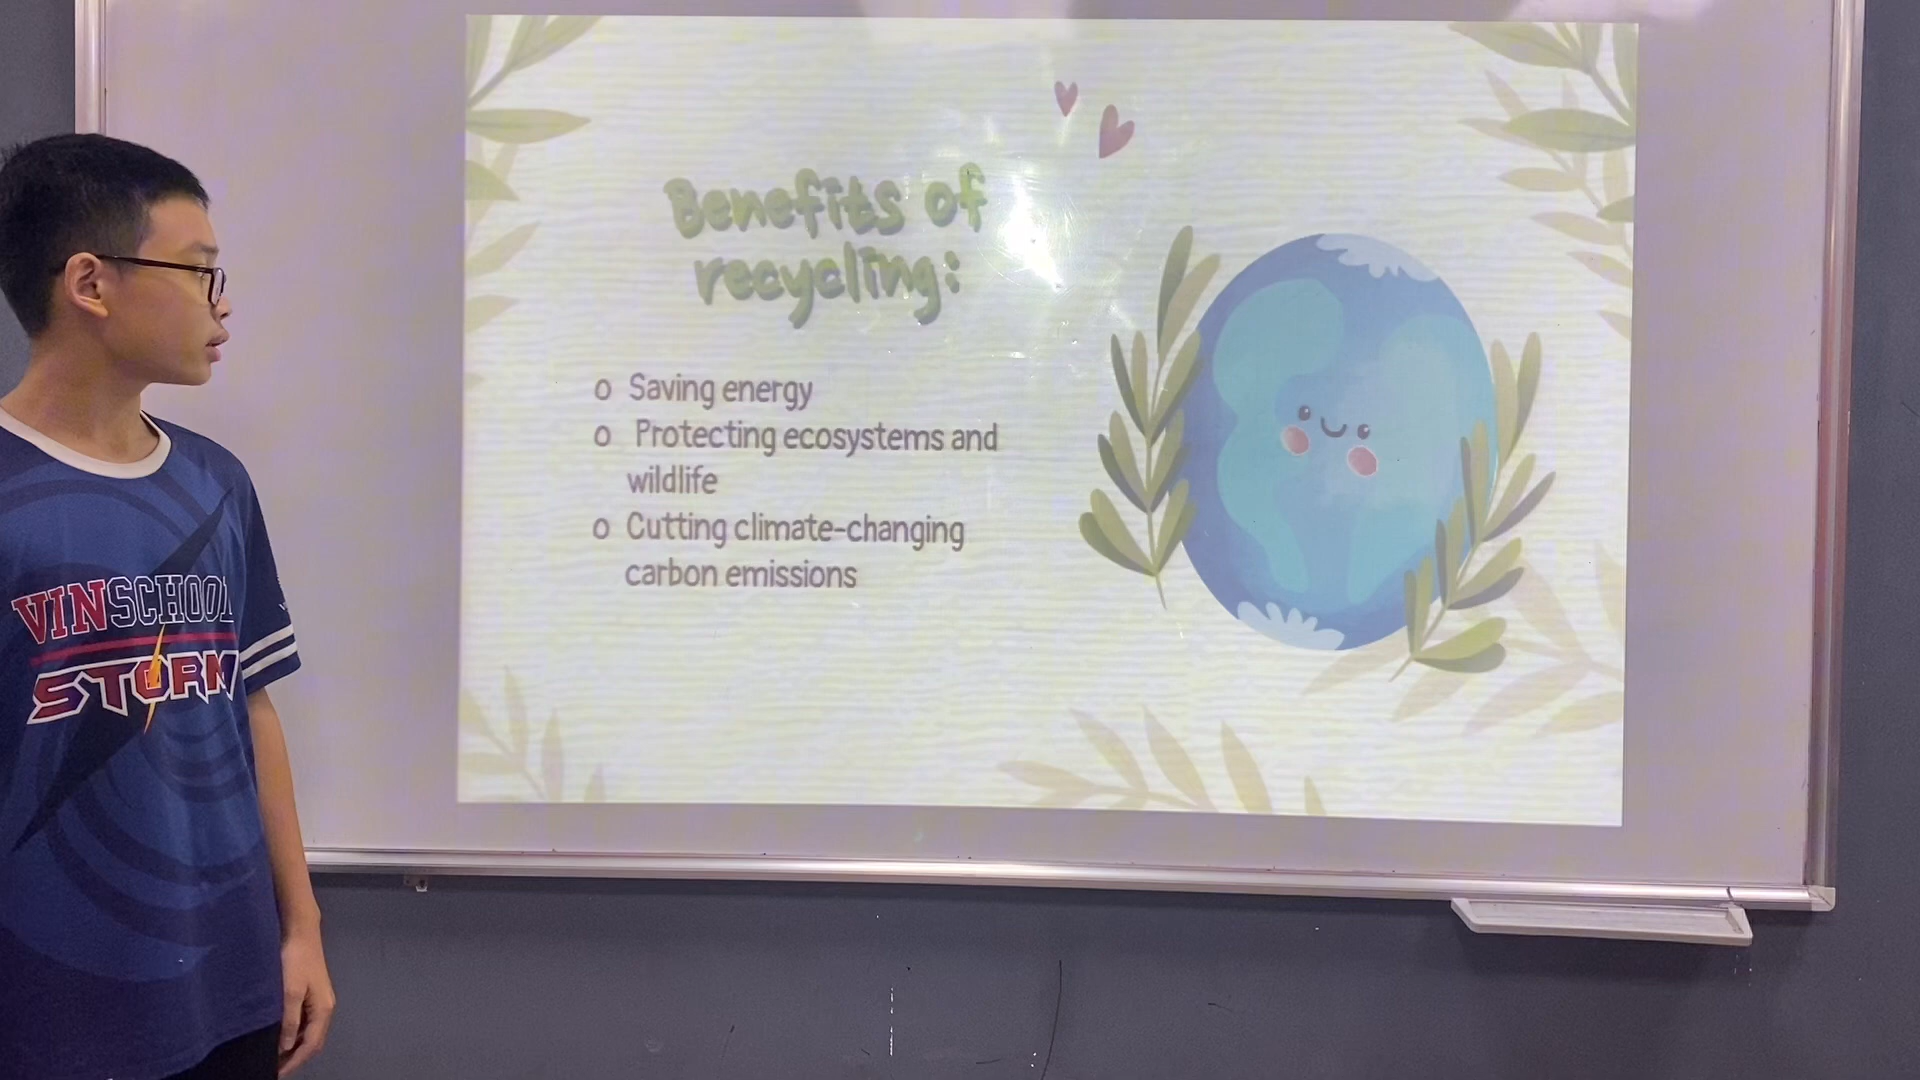 Benefits of
recycling:
o Saving energy
o Protecting ecosystems and
wildlife
o Cutting climate-changing
carbon emissions
VINSCHOOL
STORM